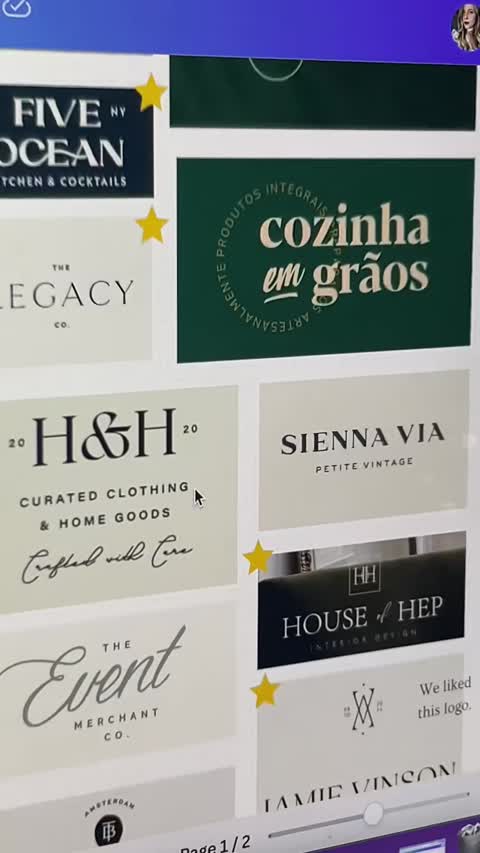 FIVE NY
OCEAN
TCHEN & COCKTAILS
PRODUTOS INTEGRAIS
ARTESANALMENTE
cozinha
em grãos
THE
LEGACY
CO.
20 H&H 20
CURATED CLOTHING
& HOME GOODS
Crafted with Care
SIENNA VIA
PETITE VINTAGE
HH
HOUSE of HEP
INTERIOR DESIGN
THE
Event
MERCHANT
CO.
We liked
this logo.
JAMIE VINSON
AMSTERDAM
Page 1 / 2